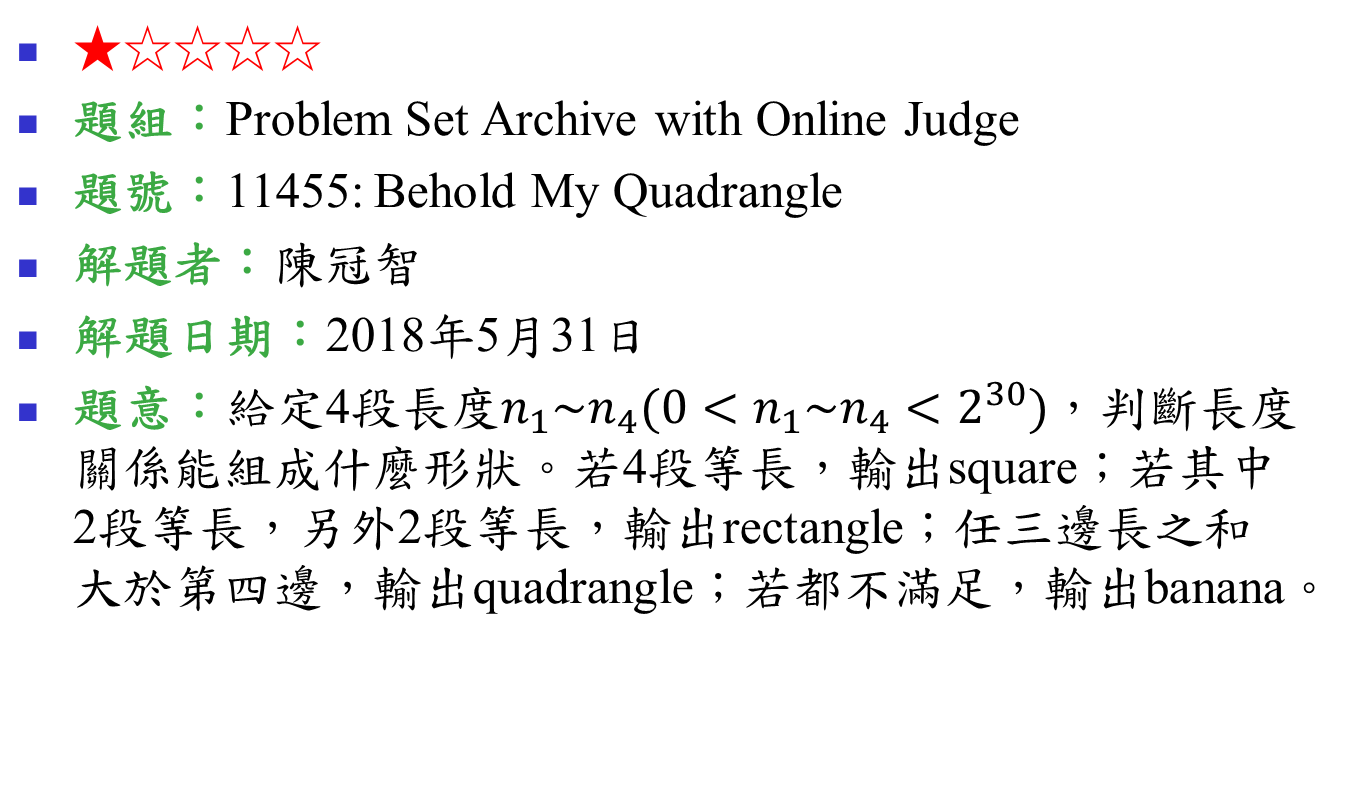 ★☆☆☆☆
題組：Problem Set Archive with Online Judge
題號：11455: Behold My Quadrangle
解題者：陳冠智
解題日期：2018年5月31日
題意：給定4段長度𝑛₁~𝑛₄(0 < 𝑛₁~𝑛₄ < 2³⁰)，判斷長度
關係能組成什麼形狀。若4段等長，輸出square；若其中
2段等長，另外2段等長，輸出rectangle；任三邊長之和
大於第四邊，輸出quadrangle；若都不滿足，輸出banana。